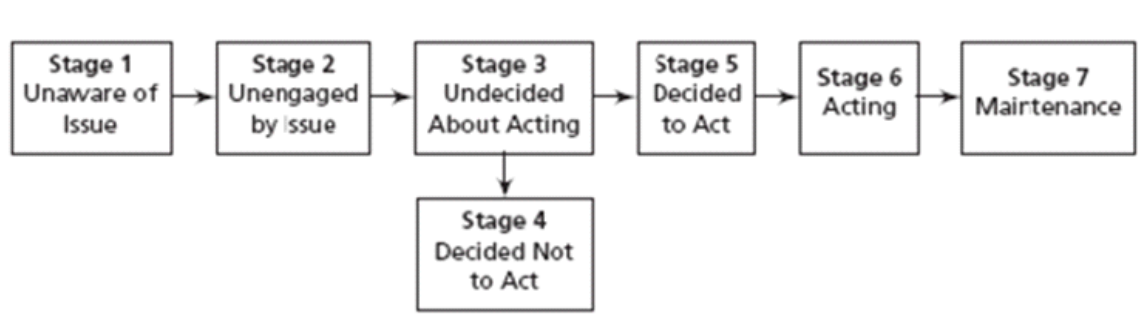 Stage 1
Unaware of
Issue
Stage 2
Unengaged
by Issue
Stage 3
Undecided
About Acting
Stage 4
Decided Not
to Act
Stage 5
Decided
to Act
Stage 6
Acting
Stage 7
Maintenance